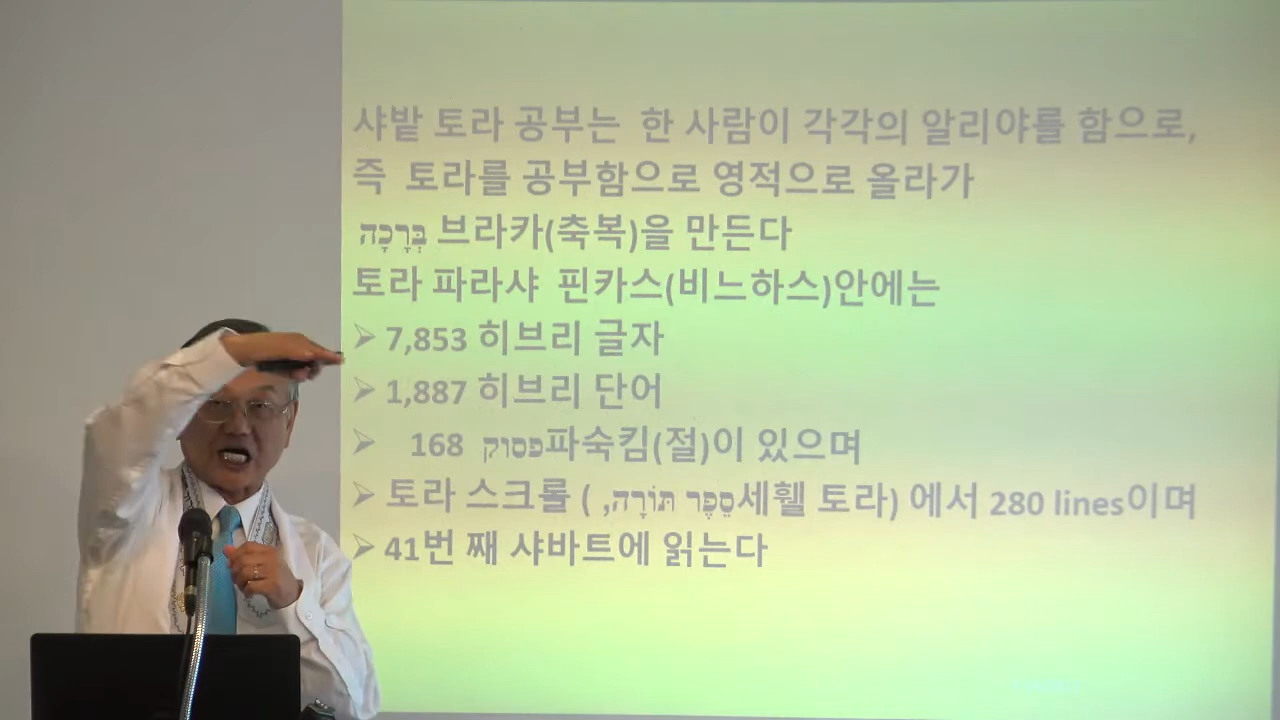 샤밭 토라 공부는 한 사람이 각각의 알리야를 함으로,
즉 토라를 공부함으로 영적으로 올라가
בְּרָכָה 브라카(축복)을 만든다
토라 파라샤 핀카스(비느하스)안에는
➢ 7,853 히브리 글자
➢ 1,887 히브리 단어
➢ 168 פסוק파숙킴(절)이 있으며
➢ 토라 스크롤 ( סֵפֶר תּוֹרָה,세훼ㄹ 토라) 에서 280 lines이며
➢ 41번 째 샤바트에 읽는다